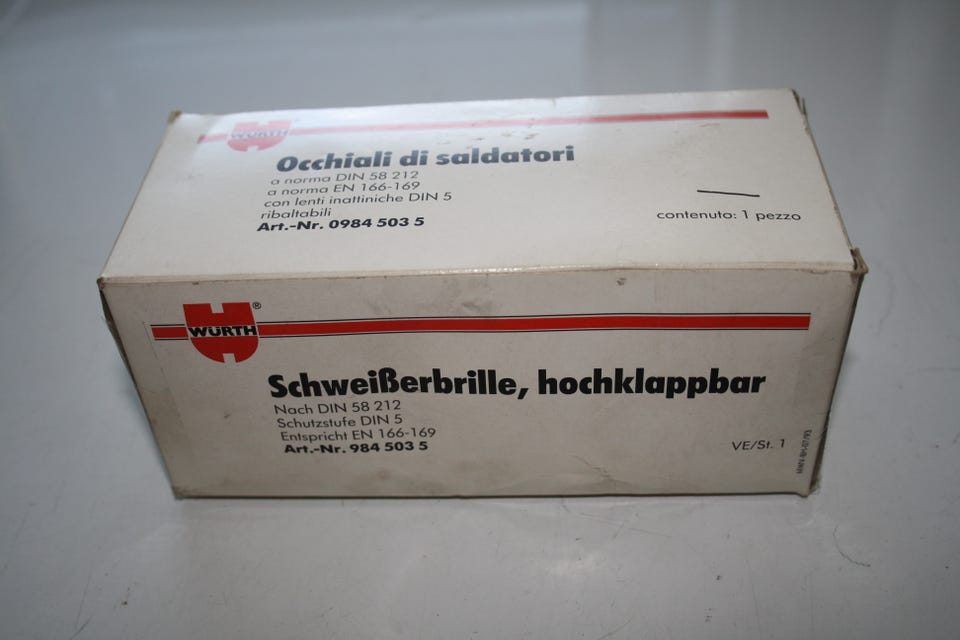 WÜRTH
Occhiali di saldatori
a norma DIN 58 212
a norma EN 166-169
con lenti inattiniche DIN 5
ribaltabili
Art.-Nr. 0984 503 5
contenuto: 1 pezzo
WÜRTH®
Schweißerbrille, hochklappbar
Nach DIN 58 212
Schutzstufe DIN 5
Entspricht EN 166-169
Art.-Nr. 984 503 5
VE/St. 1